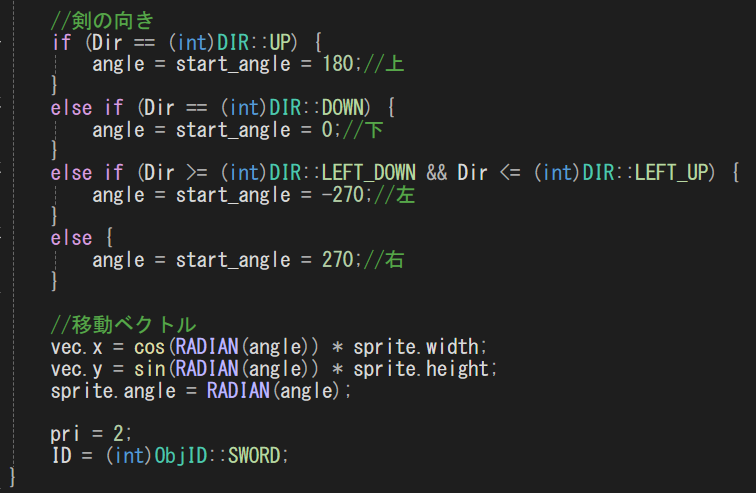 //剣の向き
if (Dir == (int)DIR::UP) {
angle = start_angle = 180;//上
}
else if (Dir == (int)DIR::DOWN) {
angle = start_angle = 0;//下
}
else if (Dir >= (int)DIR::LEFT_DOWN && Dir <= (int)DIR::LEFT_UP) {
angle = start_angle = -270;//左
}
else {
angle = start_angle = 270;//右
}
//移動ベクトル
vec.x = cos(RADIAN(angle)) * sprite.width;
vec.y = sin(RADIAN(angle)) * sprite.height;
sprite.angle = RADIAN(angle);
pri = 2;
ID = (int)ObjID::SWORD;
}